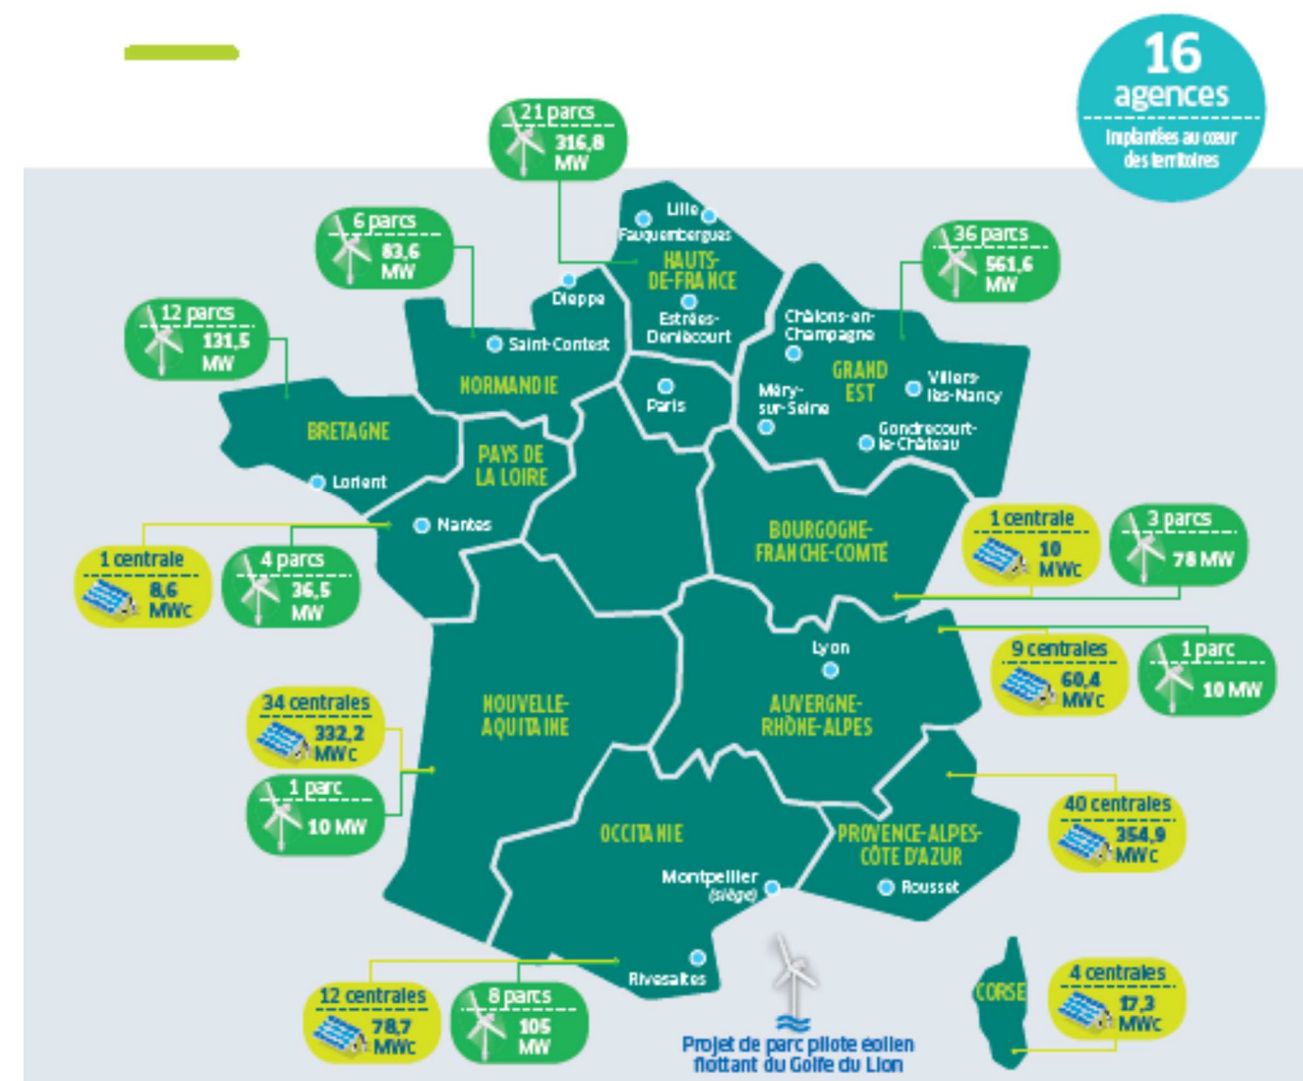 16
agences
Implantées au cœur
des territoires
21 parcs
316,8
MW
6 parcs
83,6
MW
36 parcs
561,6
MW
12 parcs
131,5
MW
Lille
Fauquembergues
HAUTS-
DE-FRANCE
Estrées-
Deniécourt
Dieppe
Saint-Contest
NORMANDIE
Châlons-en-
Champagne
GRAND
EST
Villers-
lès-Nancy
Méry-
sur-Seine
Gondrecourt-
le-Château
Paris
BRETAGNE
Lorient
PAYS DE
LA LOIRE
Nantes
BOURGOGNE-
FRANCHE-COMTÉ
1 centrale
10
MWc
3 parcs
78 MW
1 centrale
8,6
MWc
4 parcs
36,5
MW
Lyon
9 centrales
60,4
MWc
1 parc
10 MW
34 centrales
332,2
MWc
1 parc
10 MW
NOUVELLE-
AQUITAINE
AUVERGNE-
RHÔNE-ALPES
40 centrales
354,9
MWc
OCCITANIE
PROVENCE-ALPES-
CÔTE D'AZUR
Montpellier
(siège)
Rousset
Rivesaltes
12 centrales
78,7
MWc
8 parcs
105
MW
CORSE
4 centrales
17,3
MWc
Projet de parc pilote éolien
flottant du Golfe du Lion